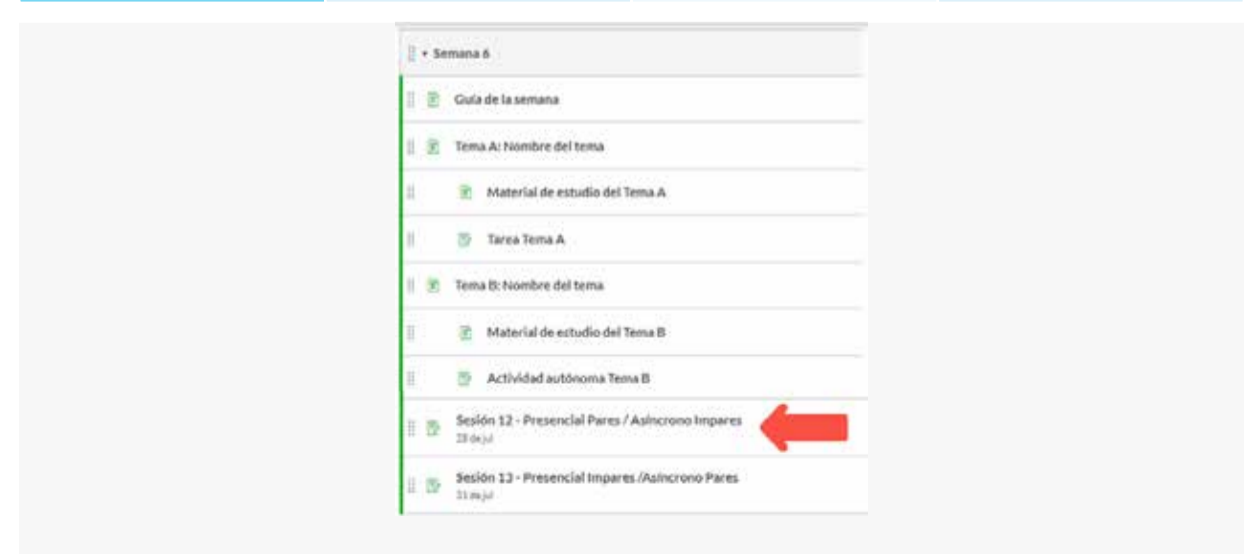 Semana 6
Guía de la semana
Tema A: Nombre del tema
Material de estudio del Tema A
Tarea Tema A
Tema B: Nombre del tema
Material de estudio del Tema B
Actividad autónoma Tema B
Sesión 12 - Presencial Pares / Asíncrono Impares
de jul
Sesión 13 - Presencial Impares /Asíncrono Pares
de jul